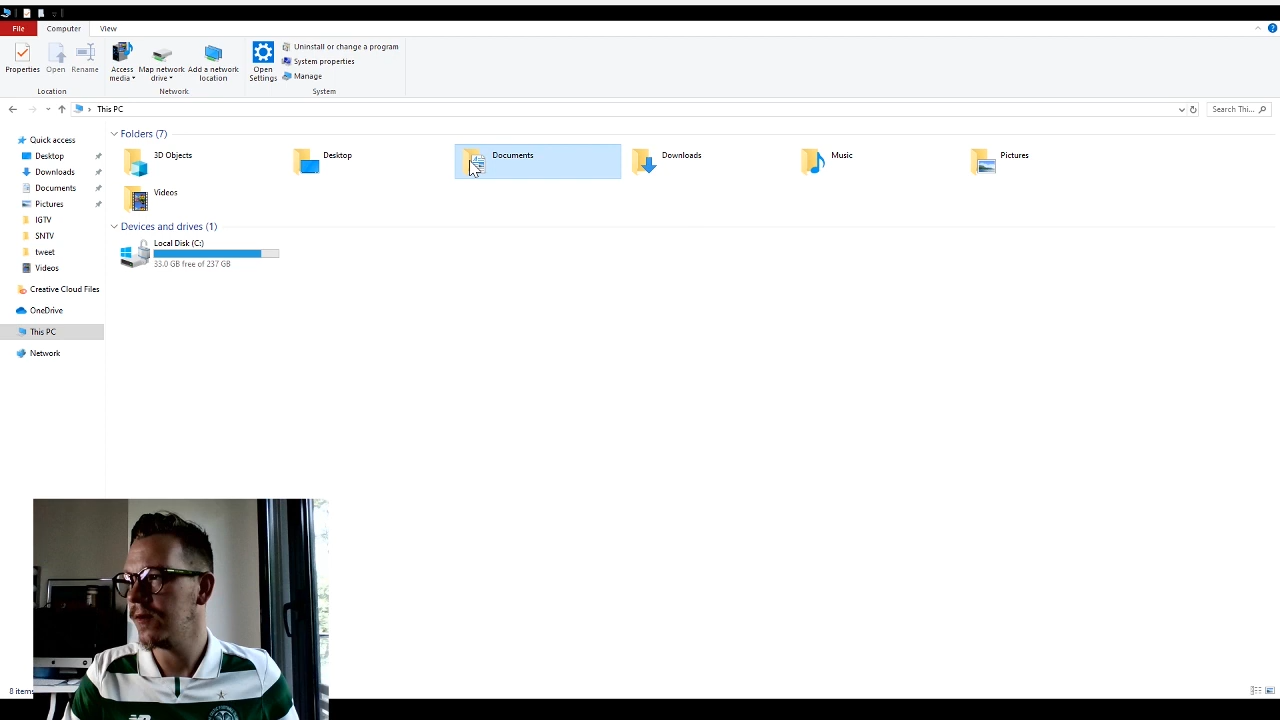 File Computer View
Properties Open Rename Access media Map network drive Add a network location Open Settings Uninstall or change a program
System properties
Manage
Location Network System
This PC Search Thi...
Quick access
Desktop
Downloads
Documents
Pictures
IGTV
SNTV
tweet
Videos
Creative Cloud Files
OneDrive
This PC
Network
Folders (7)
3D Objects Desktop Documents Downloads Music Pictures
Videos
Devices and drives (1)
Local Disk (C:)
33.0 GB free of 237 GB
8 items